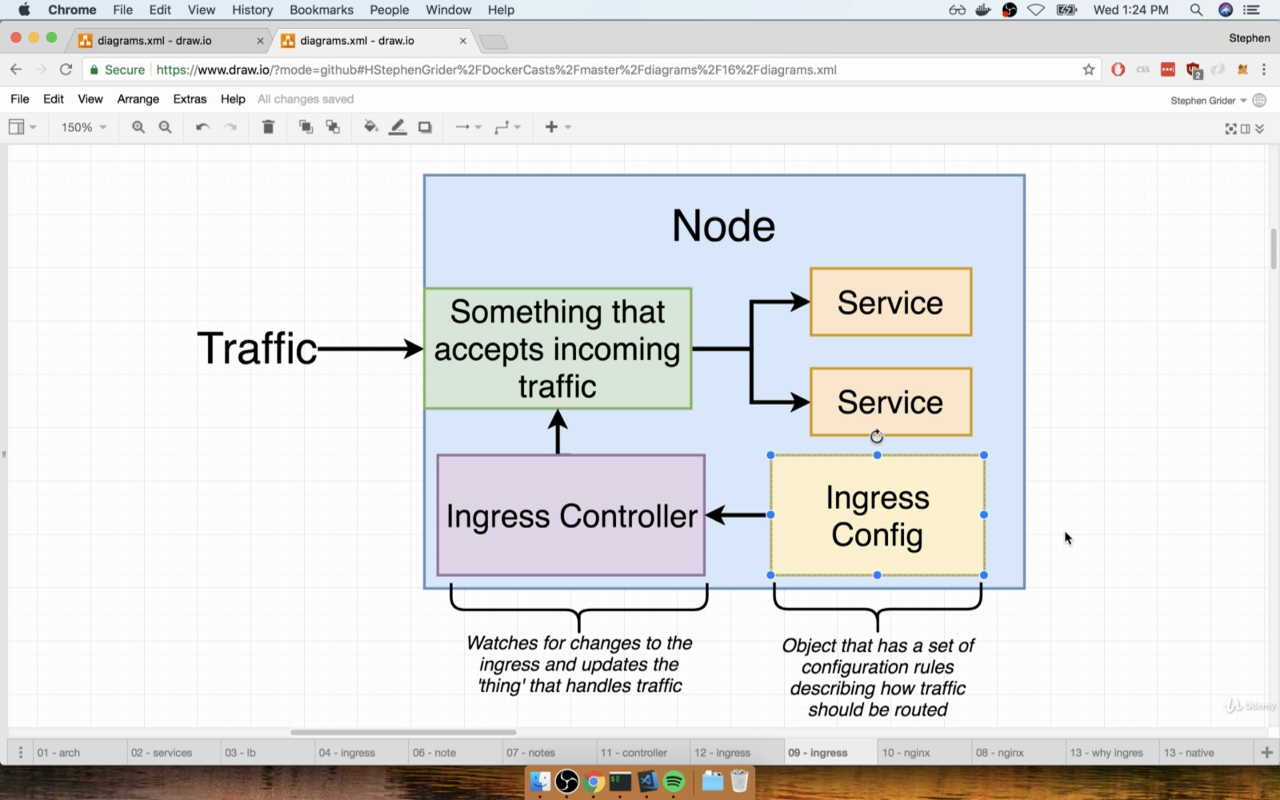 Chrome File Edit View History Bookmarks People Window Help Wed 1:24 PM
diagrams.xml - draw.io diagrams.xml - draw.io Stephen
Secure https://www.draw.io/?mode=github#HStephenGrider%2FDockerCasts%2Fmaster%2Fdiagrams%2F16%2Fdiagrams.xml css 2
File Edit View Arrange Extras Help All changes saved Stephen Grider
150%
Node
Something that
accepts incoming
traffic
Traffic
Service
Service
Ingress Controller
Ingress
Config
Watches for changes to the
ingress and updates the
'thing' that handles traffic
Object that has a set of
configuration rules
describing how traffic
should be routed
Udemy
01 - arch 02 - services 03 - lb 04 - ingress 06 - note 07 - notes 11 - controller 12 - ingress 09 - ingress 10 - nginx 08 - nginx 13 - why ingres 13 - native